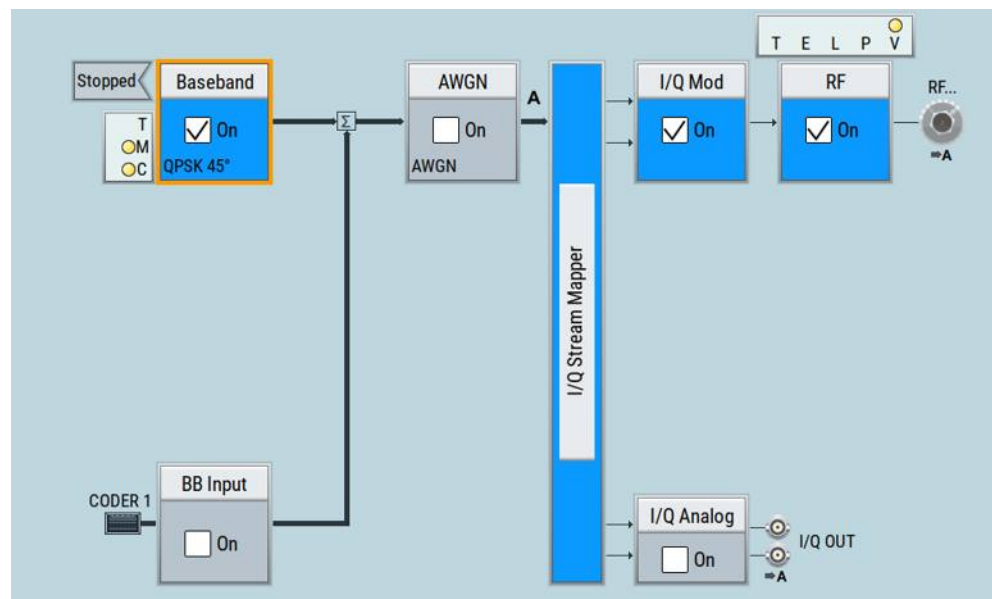 T E L P V
Stopped
Baseband
On
QPSK 45°
T
M
C
Σ
AWGN
On
AWGN
A
I/Q Stream Mapper
I/Q Mod
On
RF
On
RF...
⇒A
CODER 1
BB Input
On
I/Q Analog
On
I/Q OUT
⇒A